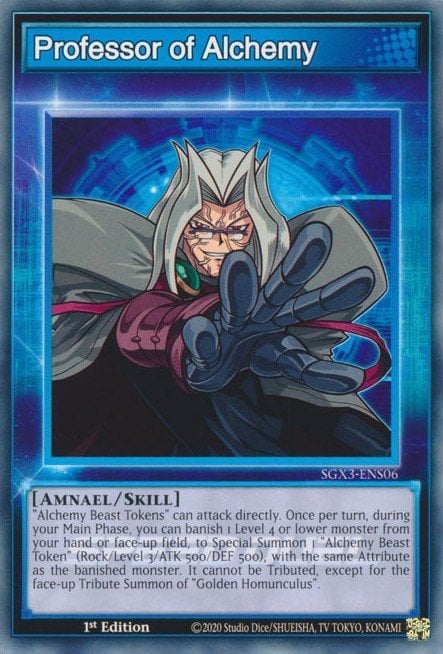 Professor of Alchemy
SGX3-ENS06
[AMNAEL/SKILL]
"Alchemy Beast Tokens" can attack directly. Once per turn, during
your Main Phase, you can banish 1 Level 4 or lower monster from
your hand or face-up field, to Special Summon 1 "Alchemy Beast
Token" (Rock/Level 3/ATK 500/DEF 500), with the same Attribute
as the banished monster. It cannot be Tributed, except for the
face-up Tribute Summon of "Golden Homunculus".
1st Edition
©2020 Studio Dice/SHUEISHA, TV TOKYO, KONAMI